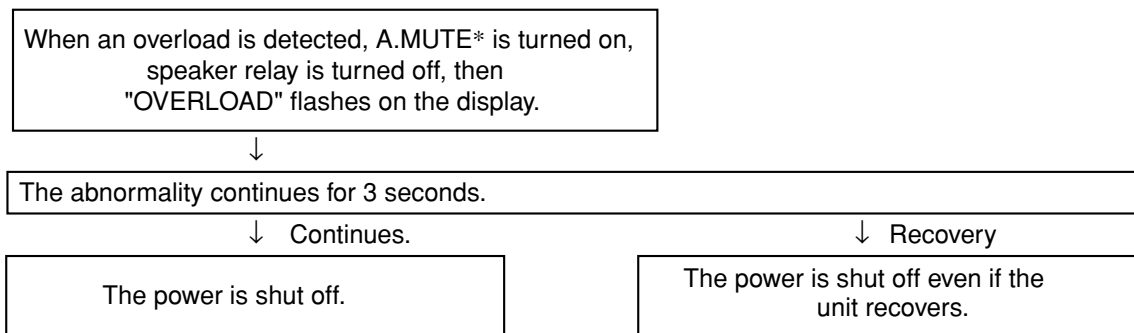 When an overload is detected, A.MUTE* is turned on,
speaker relay is turned off, then
"OVERLOAD" flashes on the display.
↓
The abnormality continues for 3 seconds.
↓ Continues.
↓ Recovery
The power is shut off.
The power is shut off even if the
unit recovers.